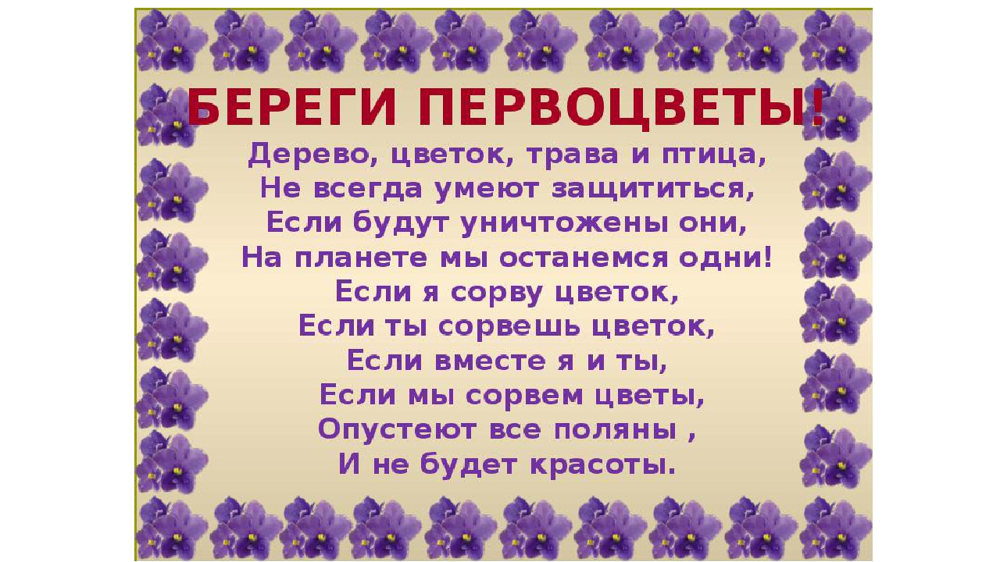 БЕРЕГИ ПЕРВОЦВЕТЫ!
Дерево, цветок, трава и птица,
Не всегда умеют защититься,
Если будут уничтожены они,
На планете мы останемся одни!
Если я сорву цветок,
Если ты сорвешь цветок,
Если вместе я и ты,
Если мы сорвем цветы,
Опустеют все поляны ,
И не будет красоты.